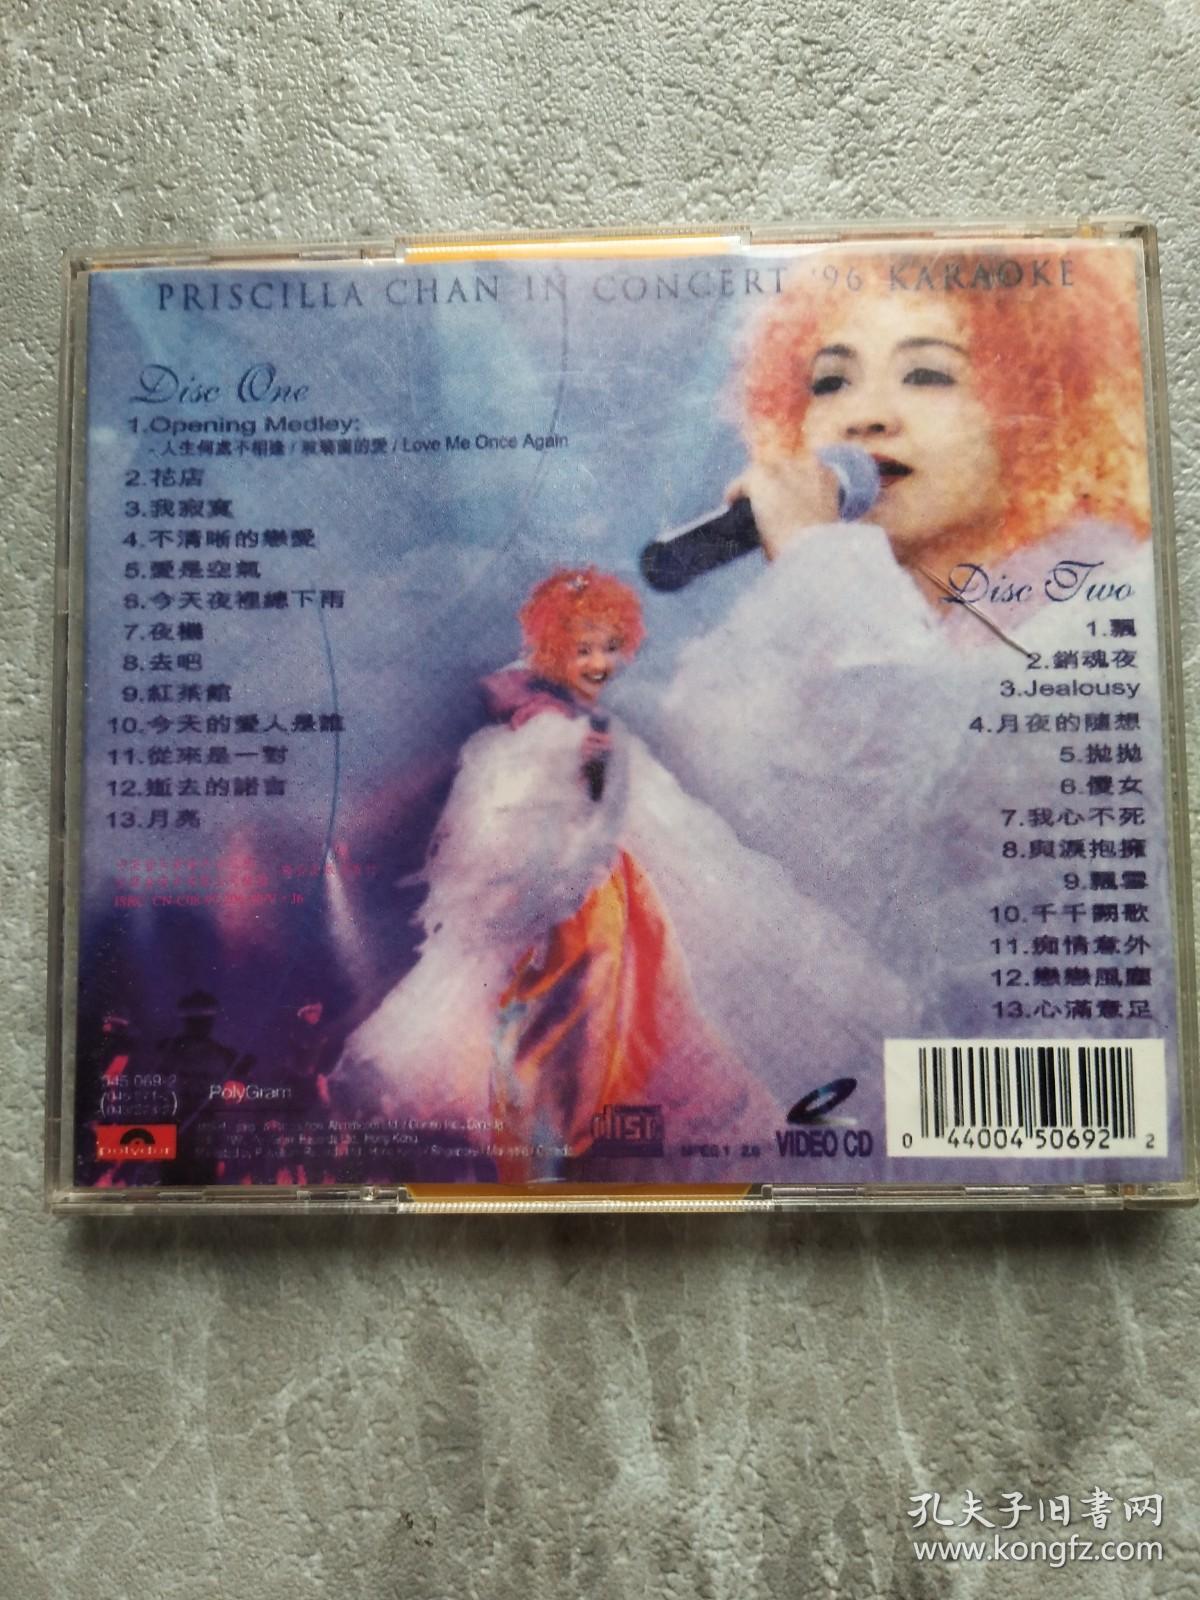 PRISCILLA CHAN IN CONCERT '96 KARAOKE
Disc One
1.Opening Medley:
-人生何處不相逢/玻璃窗的愛/Love Me Once Again
2.花店
3.我寂寞
4.不清晰的戀愛
5.愛是空氣
6.今天夜裡總下雨
7.夜機
8.去吧
9.紅茶館
10.今天的愛人是誰
11.從來是一對
12.逝去的諾言
13.月亮
Disc Two
1.飄
2.銷魂夜
3.Jealousy
4.月夜的隨想
5.拋拋
6.傻女
7.我心不死
8.與淚抱擁
9.飄雪
10.千千闕歌
11.痴情意外
12.戀戀風塵
13.心滿意足
045 069-2
PolyGram
polydor
disc
MPEG 1 2.0
VIDEO CD
0 44004 50692 2
孔夫子旧书网
www.kongfz.com